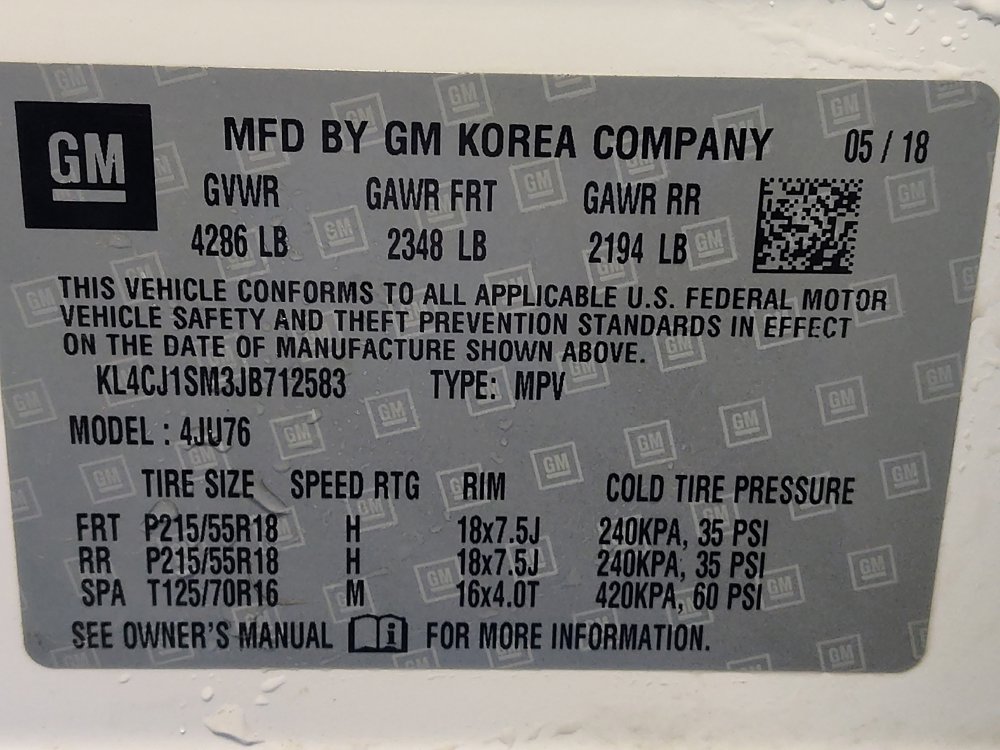 GM
MFD BY GM KOREA COMPANY 05 / 18
GVWR GAWR FRT GAWR RR
4286 LB 2348 LB 2194 LB
THIS VEHICLE CONFORMS TO ALL APPLICABLE U.S. FEDERAL MOTOR
VEHICLE SAFETY AND THEFT PREVENTION STANDARDS IN EFFECT
ON THE DATE OF MANUFACTURE SHOWN ABOVE.
KL4CJ1SM3JB712583 TYPE: MPV
MODEL : 4JU76
TIRE SIZE SPEED RTG RIM COLD TIRE PRESSURE
FRT P215/55R18 H 18x7.5J 240KPA, 35 PSI
RR P215/55R18 H 18x7.5J 240KPA, 35 PSI
SPA T125/70R16 M 16x4.0T 420KPA, 60 PSI
SEE OWNER'S MANUAL FOR MORE INFORMATION.